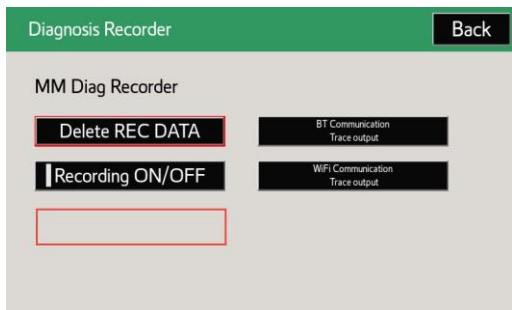 Diagnosis Recorder
Back
MM Diag Recorder
Delete REC DATA
BT Communication
Trace output
Recording ON/OFF
WiFi Communication
Trace output